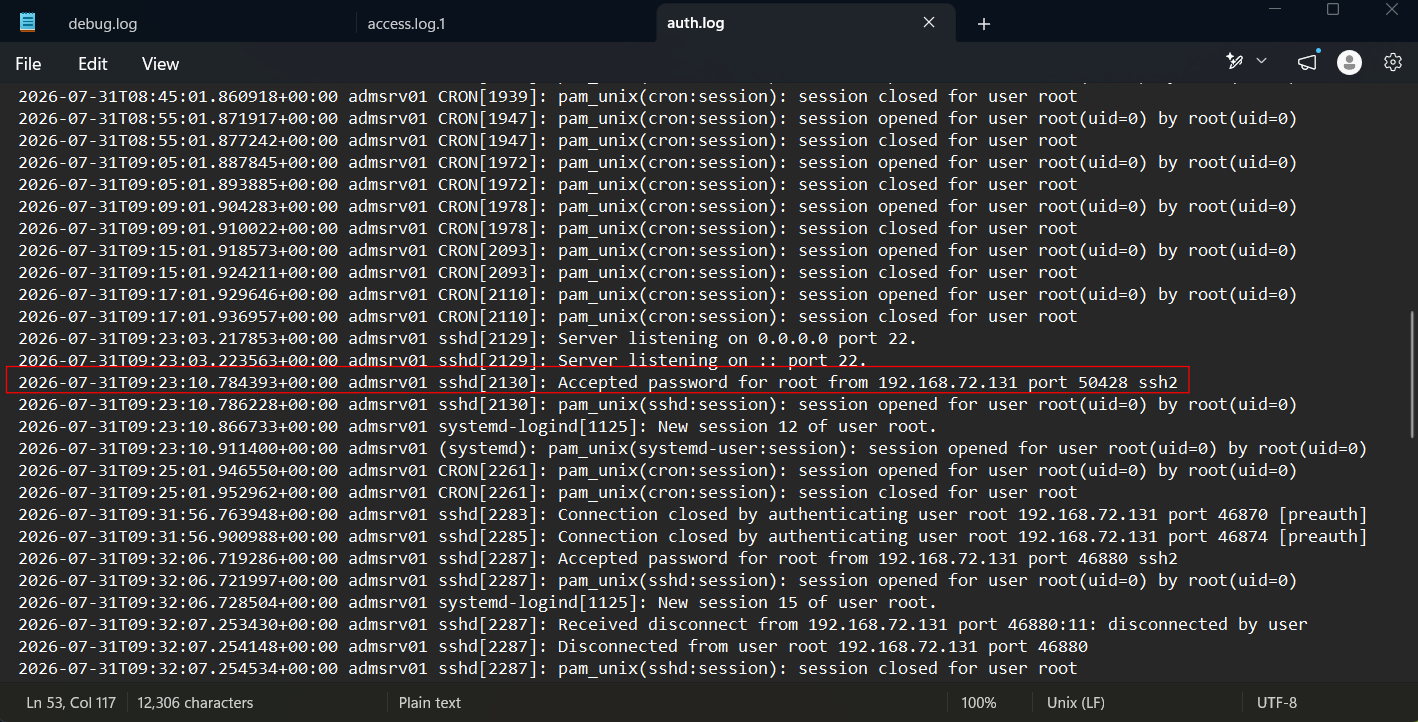 debug.log
access.log.1
auth.log
File
Edit
View
2026-07-31T08:45:01.860918+00:00 admsrv01 CRON[1939]: pam_unix(cron:session): session closed for user root
2026-07-31T08:55:01.871917+00:00 admsrv01 CRON[1947]: pam_unix(cron:session): session opened for user root(uid=0) by root(uid=0)
2026-07-31T08:55:01.877242+00:00 admsrv01 CRON[1947]: pam_unix(cron:session): session closed for user root
2026-07-31T09:05:01.887845+00:00 admsrv01 CRON[1972]: pam_unix(cron:session): session opened for user root(uid=0) by root(uid=0)
2026-07-31T09:05:01.893885+00:00 admsrv01 CRON[1972]: pam_unix(cron:session): session closed for user root
2026-07-31T09:09:01.904283+00:00 admsrv01 CRON[1978]: pam_unix(cron:session): session opened for user root(uid=0) by root(uid=0)
2026-07-31T09:09:01.910022+00:00 admsrv01 CRON[1978]: pam_unix(cron:session): session closed for user root
2026-07-31T09:15:01.918573+00:00 admsrv01 CRON[2093]: pam_unix(cron:session): session opened for user root(uid=0) by root(uid=0)
2026-07-31T09:15:01.924211+00:00 admsrv01 CRON[2093]: pam_unix(cron:session): session closed for user root
2026-07-31T09:17:01.929646+00:00 admsrv01 CRON[2110]: pam_unix(cron:session): session opened for user root(uid=0) by root(uid=0)
2026-07-31T09:17:01.936957+00:00 admsrv01 CRON[2110]: pam_unix(cron:session): session closed for user root
2026-07-31T09:23:03.217853+00:00 admsrv01 sshd[2129]: Server listening on 0.0.0.0 port 22.
2026-07-31T09:23:03.223563+00:00 admsrv01 sshd[2129]: Server listening on :: port 22.
2026-07-31T09:23:10.784393+00:00 admsrv01 sshd[2130]: Accepted password for root from 192.168.72.131 port 50428 ssh2
2026-07-31T09:23:10.786228+00:00 admsrv01 sshd[2130]: pam_unix(sshd:session): session opened for user root(uid=0) by root(uid=0)
2026-07-31T09:23:10.866733+00:00 admsrv01 systemd-logind[1125]: New session 12 of user root.
2026-07-31T09:23:10.911400+00:00 admsrv01 (systemd): pam_unix(systemd-user:session): session opened for user root(uid=0) by root(uid=0)
2026-07-31T09:25:01.946550+00:00 admsrv01 CRON[2261]: pam_unix(cron:session): session opened for user root(uid=0) by root(uid=0)
2026-07-31T09:25:01.952962+00:00 admsrv01 CRON[2261]: pam_unix(cron:session): session closed for user root
2026-07-31T09:31:56.763948+00:00 admsrv01 sshd[2283]: Connection closed by authenticating user root 192.168.72.131 port 46870 [preauth]
2026-07-31T09:31:56.900988+00:00 admsrv01 sshd[2285]: Connection closed by authenticating user root 192.168.72.131 port 46874 [preauth]
2026-07-31T09:32:06.719286+00:00 admsrv01 sshd[2287]: Accepted password for root from 192.168.72.131 port 46880 ssh2
2026-07-31T09:32:06.721997+00:00 admsrv01 sshd[2287]: pam_unix(sshd:session): session opened for user root(uid=0) by root(uid=0)
2026-07-31T09:32:06.728504+00:00 admsrv01 systemd-logind[1125]: New session 15 of user root.
2026-07-31T09:32:07.253430+00:00 admsrv01 sshd[2287]: Received disconnect from 192.168.72.131 port 46880:11: disconnected by user
2026-07-31T09:32:07.254148+00:00 admsrv01 sshd[2287]: Disconnected from user root 192.168.72.131 port 46880
2026-07-31T09:32:07.254534+00:00 admsrv01 sshd[2287]: pam_unix(sshd:session): session closed for user root
Ln 53, Col 117
12,306 characters
Plain text
100%
Unix (LF)
UTF-8